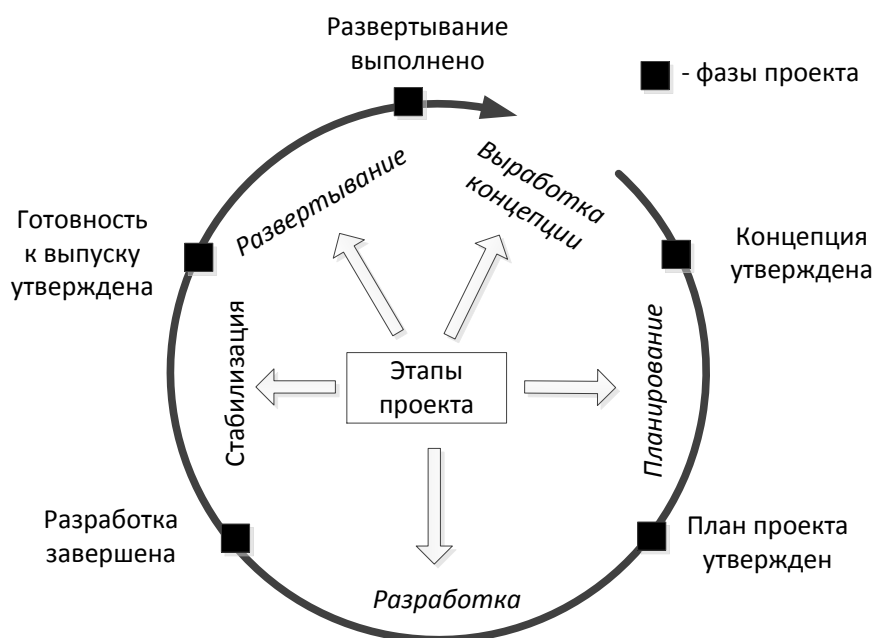 Развертывание
выполнено
- фазы проекта
Развертывание
Выработка
концепции
Готовность
к выпуску
утверждена
Концепция
утверждена
Стабилизация
Этапы
проекта
Планирование
Разработка
завершена
План проекта
утвержден
Разработка